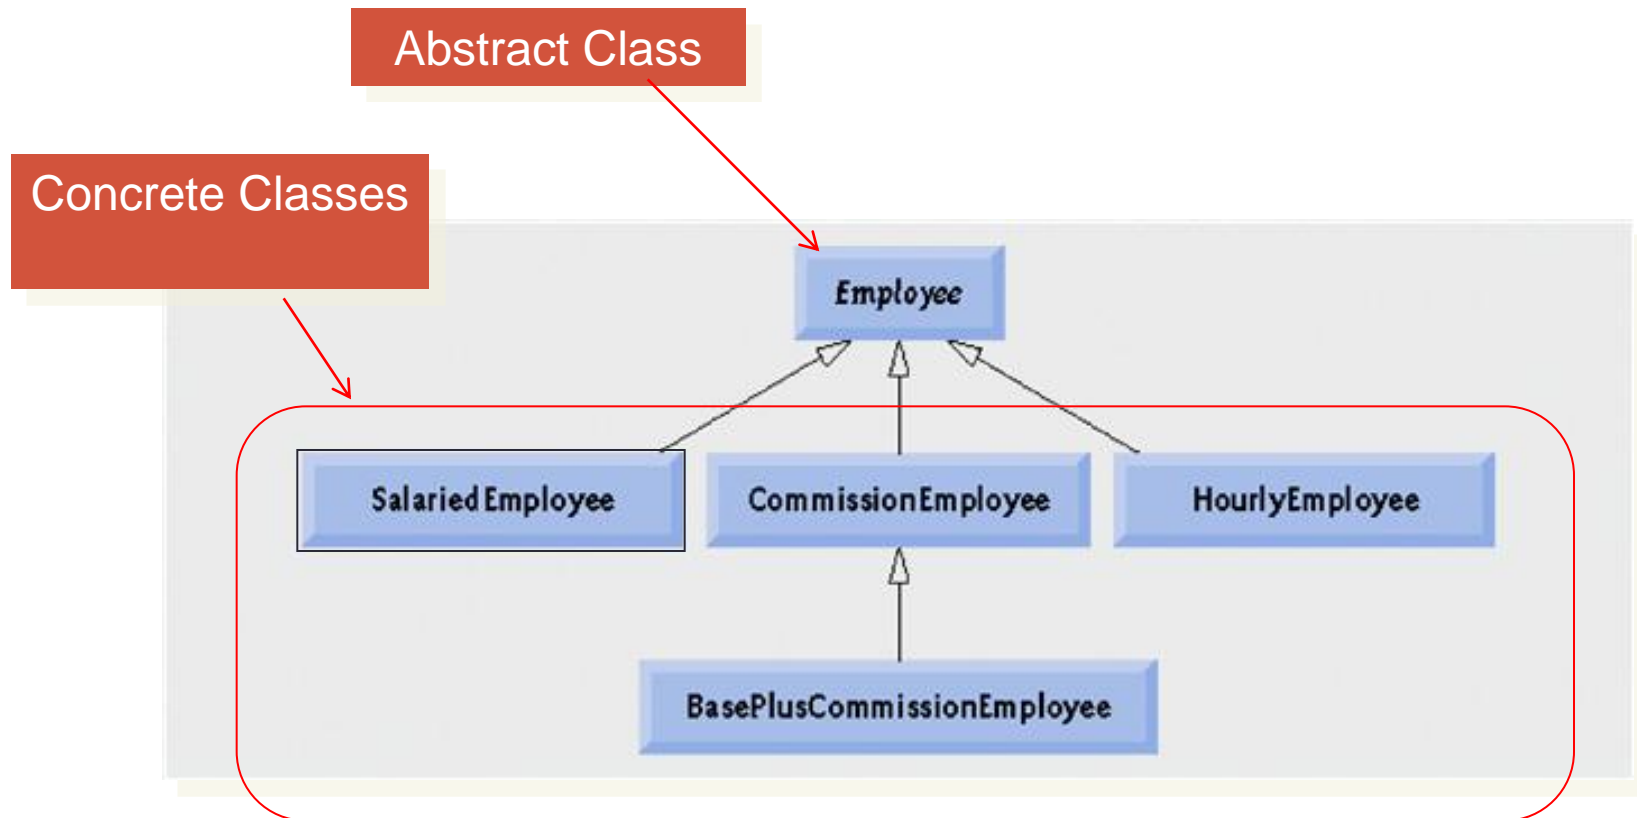 Abstract Class
Concrete Classes
Employee
SalariedEmployee
CommissionEmployee
HourlyEmployee
BasePlusCommissionEmployee